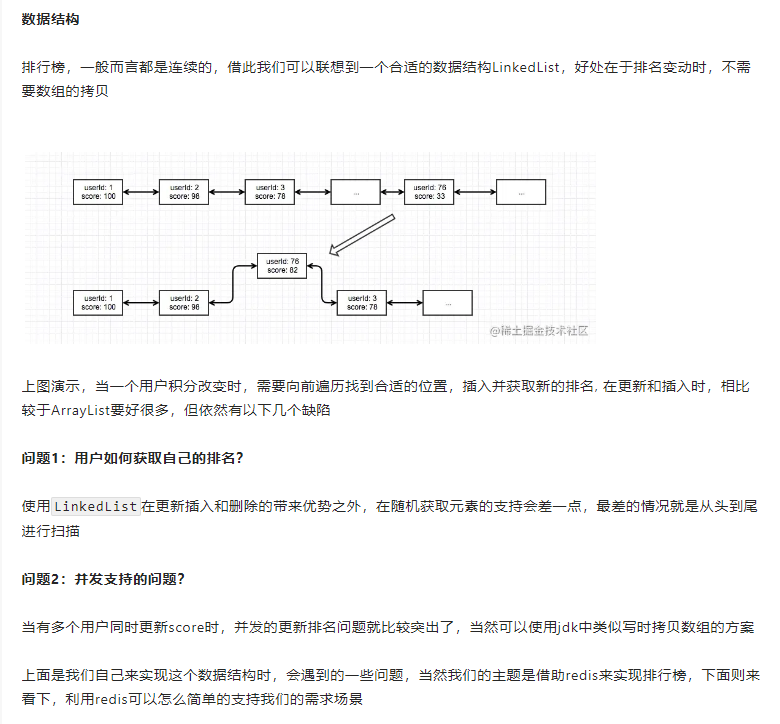 数据结构
排行榜，一般而言都是连续的，借此我们可以联想到一个合适的数据结构LinkedList，好处在于排名变动时，不需
要数组的拷贝
userId: 1
score: 100
userId: 2
score: 98
userId: 3
score: 78
...
userId: 76
score: 33
...
userId: 76
score: 82
userId: 1
score: 100
userId: 2
score: 98
userId: 3
score: 78
...
@稀土掘金技术社区
上图演示，当一个用户积分改变时，需要向前遍历找到合适的位置，插入并获取新的排名, 在更新和插入时，相比
较于ArrayList要好很多，但依然有以下几个缺陷
问题1：用户如何获取自己的排名？
使用LinkedList在更新插入和删除的带来优势之外，在随机获取元素的支持会差一点，最差的情况就是从头到尾
进行扫描
问题2：并发支持的问题？
当有多个用户同时更新score时，并发的更新排名问题就比较突出了，当然可以使用jdk中类似写时拷贝数组的方案
上面是我们自己来实现这个数据结构时，会遇到的一些问题，当然我们的主题是借助redis来实现排行榜，下面则来
看下，利用redis可以怎么简单的支持我们的需求场景